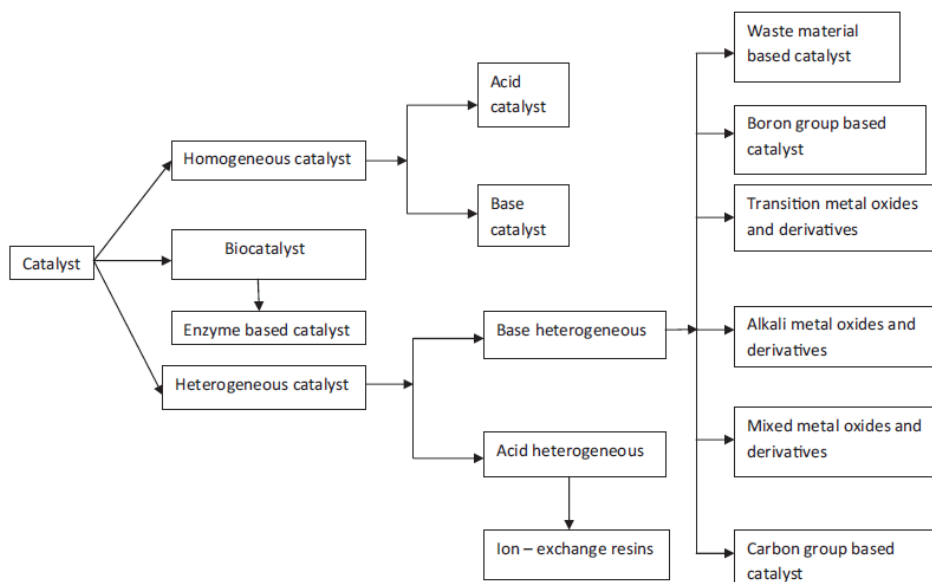 Catalyst
Homogeneous catalyst
Acid
catalyst
Base
catalyst
Biocatalyst
Enzyme based catalyst
Heterogeneous catalyst
Base heterogeneous
Acid heterogeneous
Ion – exchange resins
Waste material
based catalyst
Boron group based
catalyst
Transition metal oxides
and derivatives
Alkali metal oxides and
derivatives
Mixed metal oxides and
derivatives
Carbon group based
catalyst